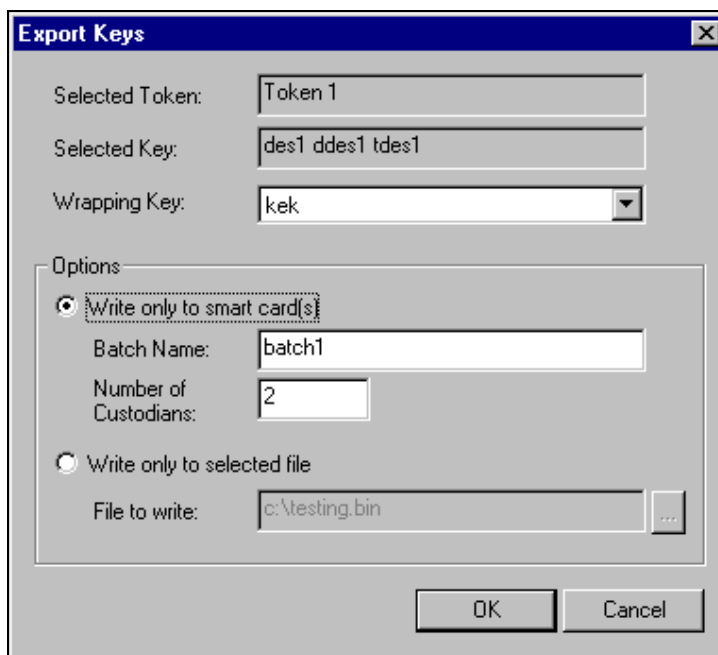 Export Keys
Selected Token: Token 1
Selected Key: des1 ddes1 tdes1
Wrapping Key: kek
Options
Write only to smart card(s)
Batch Name: batch1
Number of
Custodians: 2
Write only to selected file
File to write: c:\testing.bin ...
OK Cancel